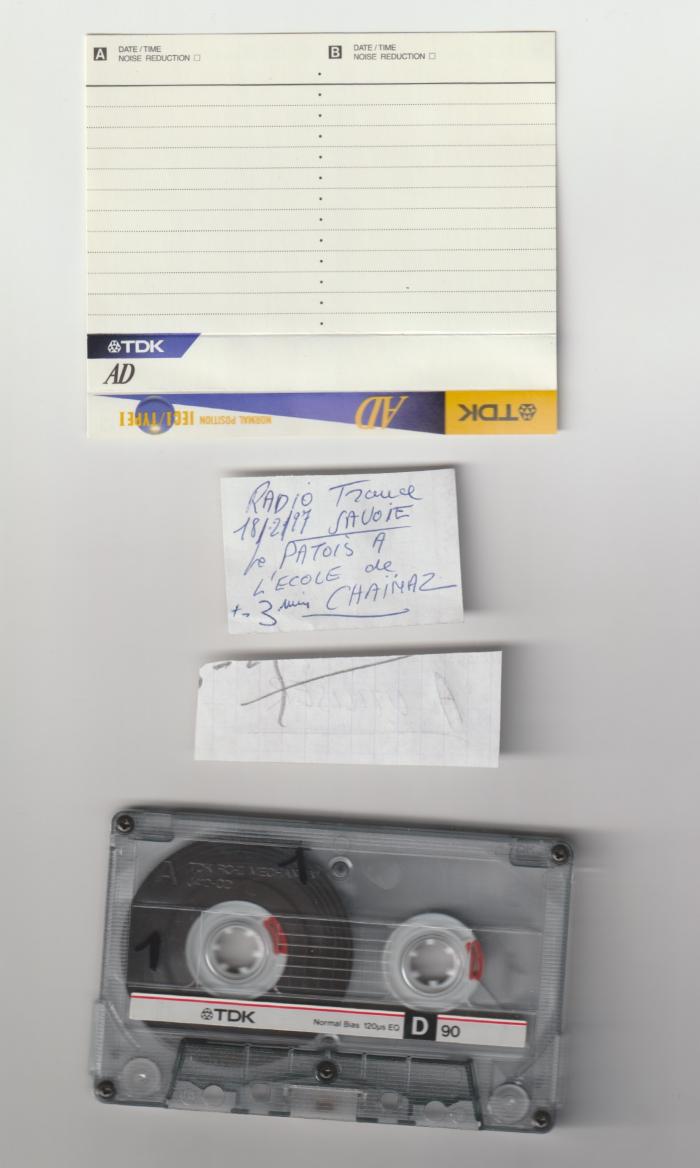 A DATE/TIME
NOISE REDUCTION
B DATE/TIME
NOISE REDUCTION
TDK
AD
TDK AD NORMAL POSITION IEC I/TYPE I
RADIO France
18/2/97 SAVOIE
le PATOIS A
L'ECOLE de
+- 3 min CHAÎNAZ
1
A
1
TDK Normal Bias 120µs EQ D 90